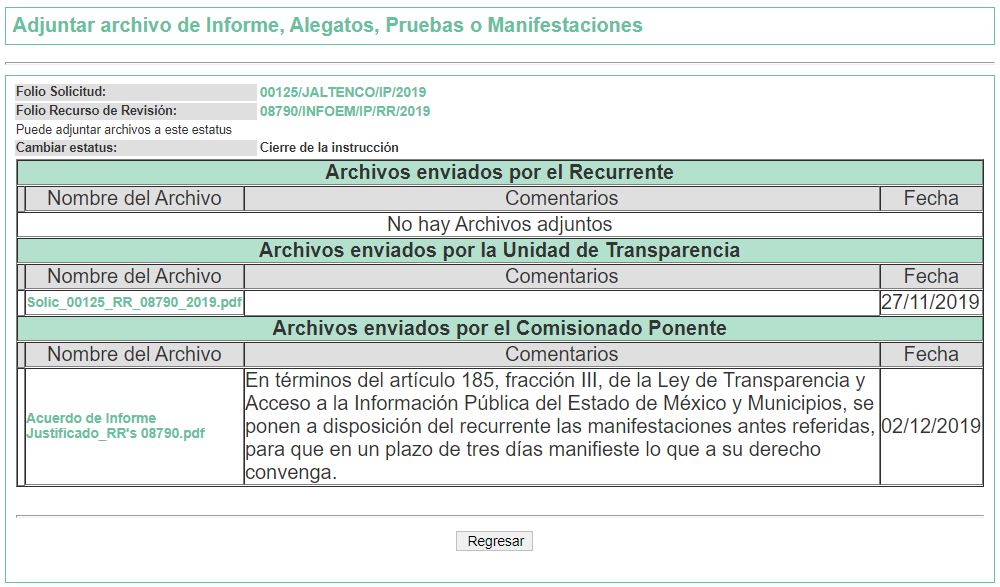 Adjuntar archivo de Informe, Alegatos, Pruebas o Manifestaciones
Folio Solicitud: 00125/JALTENCO/IP/2019
Folio Recurso de Revisión: 08790/INFOEM/IP/RR/2019
Puede adjuntar archivos a este estatus
Cambiar estatus: Cierre de la instrucción
Archivos enviados por el Recurrente
Nombre del Archivo Comentarios Fecha
No hay Archivos adjuntos
Archivos enviados por la Unidad de Transparencia
Nombre del Archivo Comentarios Fecha
Solic_00125_RR_08790_2019.pdf 27/11/2019
Archivos enviados por el Comisionado Ponente
Nombre del Archivo Comentarios Fecha
Acuerdo de Informe
Justificado_RR's 08790.pdf
En términos del artículo 185, fracción III, de la Ley de Transparencia y
Acceso a la Información Pública del Estado de México y Municipios, se
ponen a disposición del recurrente las manifestaciones antes referidas,
para que en un plazo de tres días manifieste lo que a su derecho
convenga.
02/12/2019
Regresar